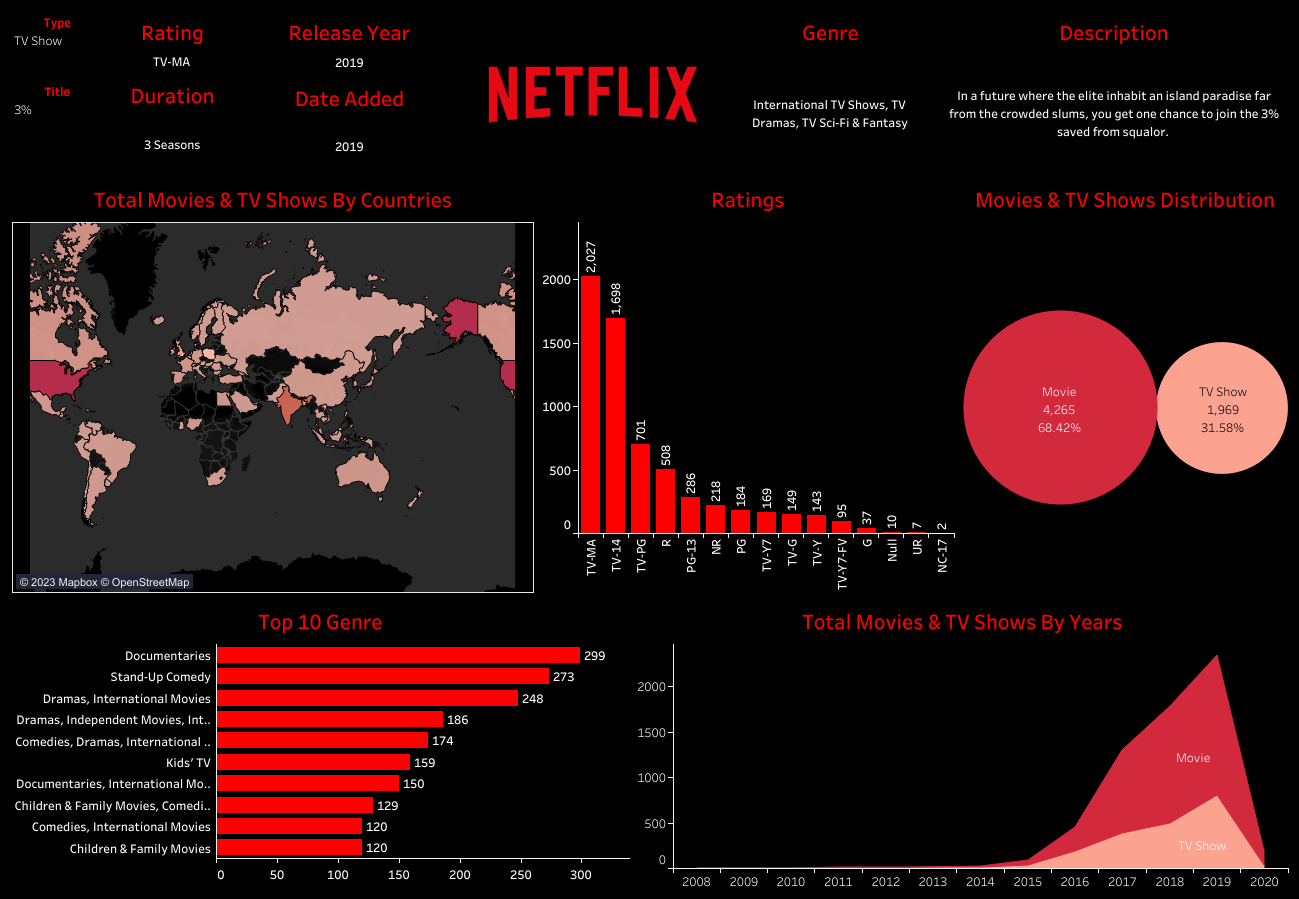 Type
TV Show
Rating
TV-MA
Release Year
2019
Title
3%
Duration
3 Seasons
Date Added
2019
NETFLIX
Genre
International TV Shows, TV
Dramas, TV Sci-Fi & Fantasy
Description
In a future where the elite inhabit an island paradise far
from the crowded slums, you get one chance to join the 3%
saved from squalor.
Total Movies & TV Shows By Countries
© 2023 Mapbox © OpenStreetMap
Ratings
2000
1500
1000
500
0
2,027
1,698
701
508
286
218
184
169
149
143
95
37
10
7
2
TV-MA
TV-14
TV-PG
R
PG-13
NR
PG
TV-Y7
TV-G
TV-Y
TV-Y7-FV
G
Null
UR
NC-17
Movies & TV Shows Distribution
Movie
4,265
68.42%
TV Show
1,969
31.58%
Top 10 Genre
Documentaries 299
Stand-Up Comedy 273
Dramas, International Movies 248
Dramas, Independent Movies, Int.. 186
Comedies, Dramas, International .. 174
Kids' TV 159
Documentaries, International Mo.. 150
Children & Family Movies, Comedi.. 129
Comedies, International Movies 120
Children & Family Movies 120
0 50 100 150 200 250 300
Total Movies & TV Shows By Years
2000
1500
1000
500
0
Movie
TV Show
2008 2009 2010 2011 2012 2013 2014 2015 2016 2017 2018 2019 2020